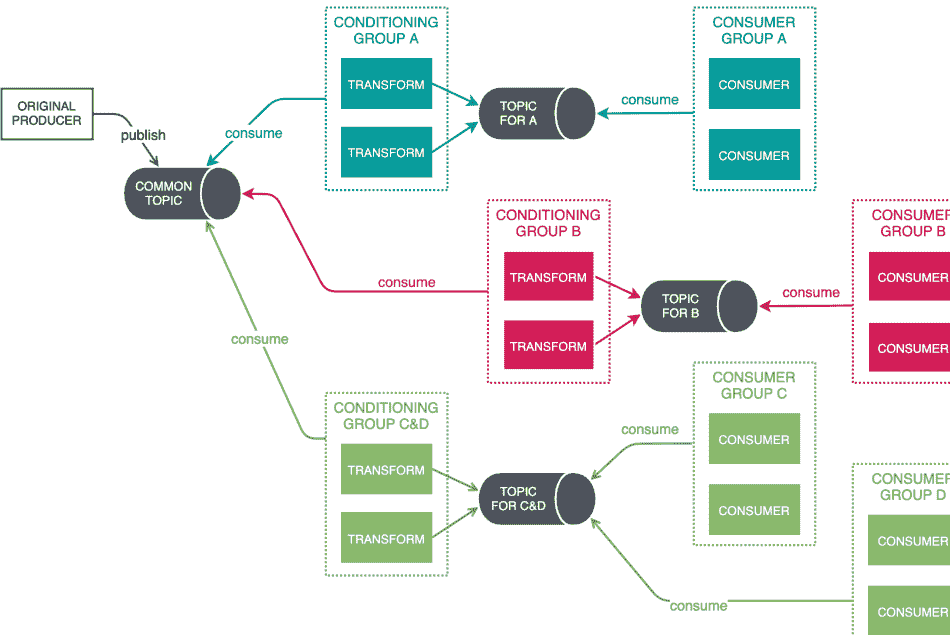 CONDITIONING
GROUP A
TRANSFORM
TRANSFORM
CONSUMER
GROUP A
CONSUMER
CONSUMER
ORIGINAL
PRODUCER
publish
consume
TOPIC
FOR A
consume
COMMON
TOPIC
CONDITIONING
GROUP B
TRANSFORM
TRANSFORM
consume
TOPIC
FOR B
consume
CONSUMER
GROUP B
CONSUMER
CONSUMER
consume
CONDITIONING
GROUP C&D
TRANSFORM
TRANSFORM
TOPIC
FOR C&D
consume
CONSUMER
GROUP C
CONSUMER
CONSUMER
consume
CONSUMER
GROUP D
CONSUMER
CONSUMER